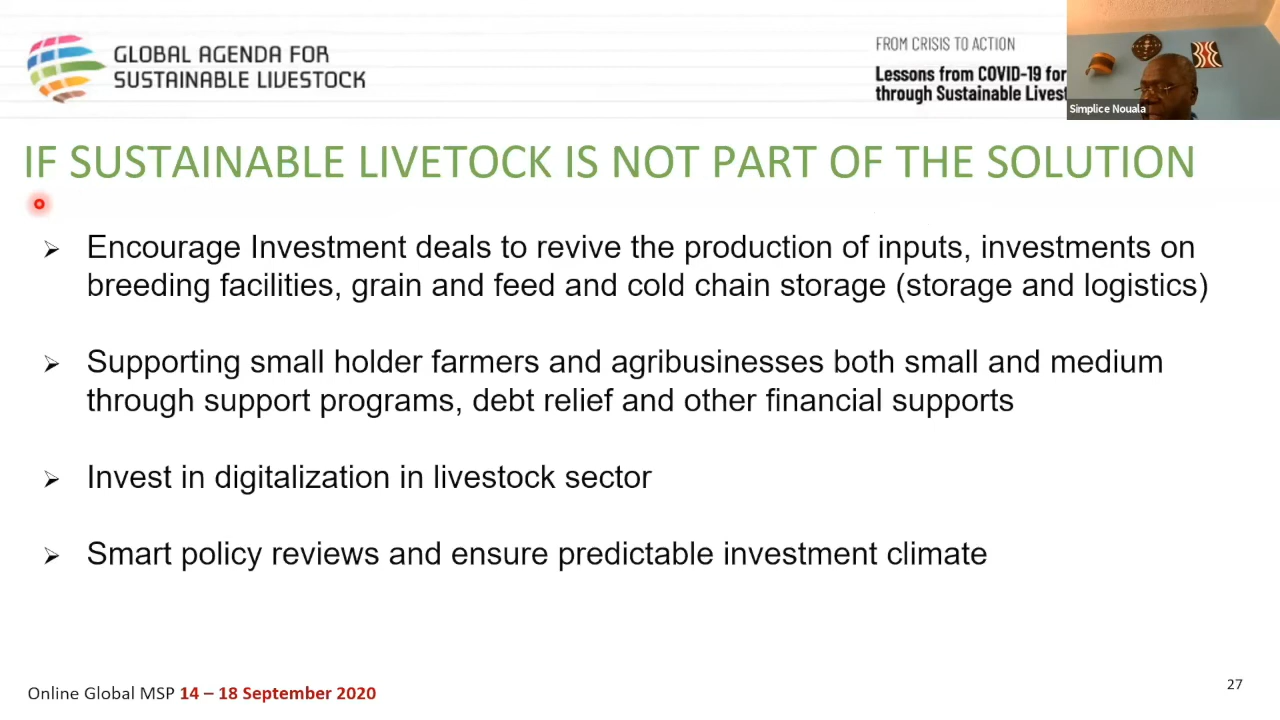 GLOBAL AGENDA FOR
SUSTAINABLE LIVESTOCK
FROM CRISIS TO ACTION
Lessons from COVID-19 for
through Sustainable
Simplice Nouala
IF SUSTAINABLE LIVETOCK IS NOT PART OF THE SOLUTION
➢ Encourage Investment deals to revive the production of inputs, investments on
breeding facilities, grain and feed and cold chain storage (storage and logistics)
➢ Supporting small holder farmers and agribusinesses both small and medium
through support programs, debt relief and other financial supports
➢ Invest in digitalization in livestock sector
➢ Smart policy reviews and ensure predictable investment climate
Online Global MSP 14 – 18 September 2020
27